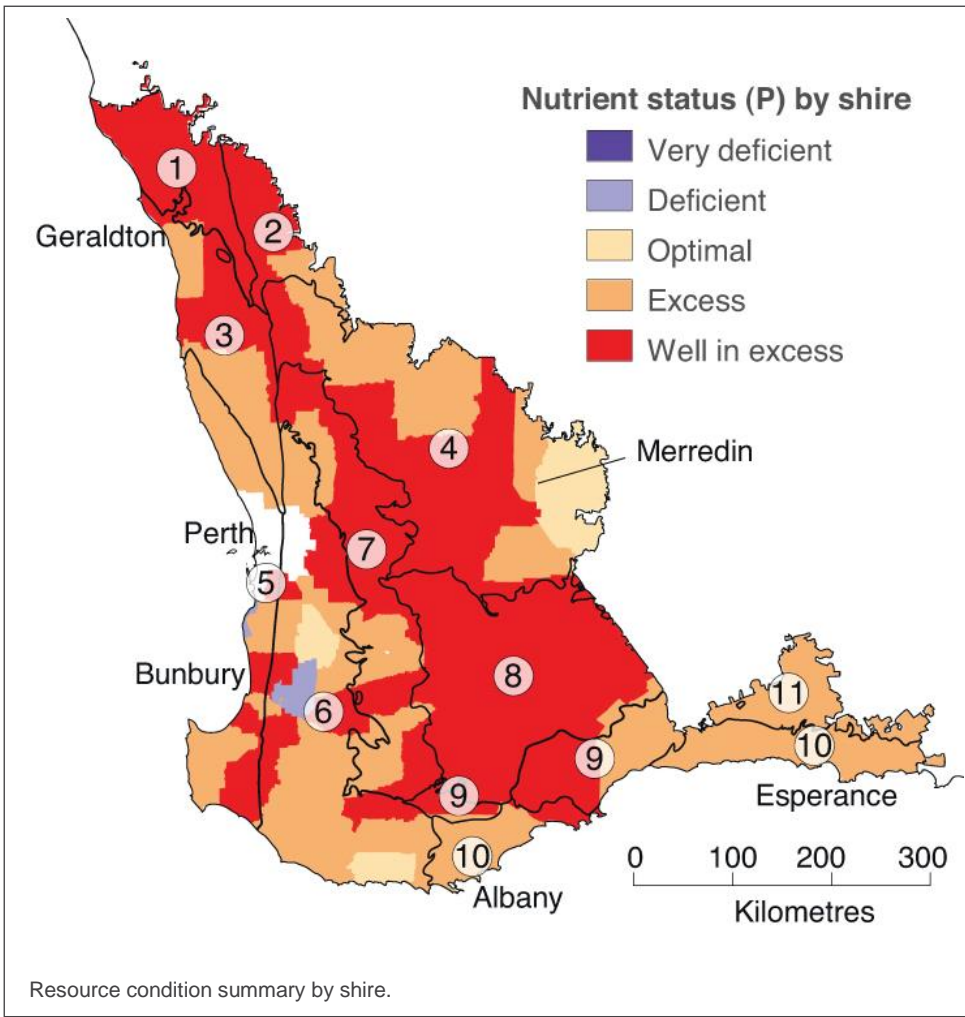 Nutrient status (P) by shire
Very deficient
Deficient
Optimal
Excess
Well in excess
1
2
Geraldton
3
4
Merredin
Perth
7
5
Bunbury
8
6
11
9
10
Esperance
9
10
Albany
0 100 200 300
Kilometres
Resource condition summary by shire.